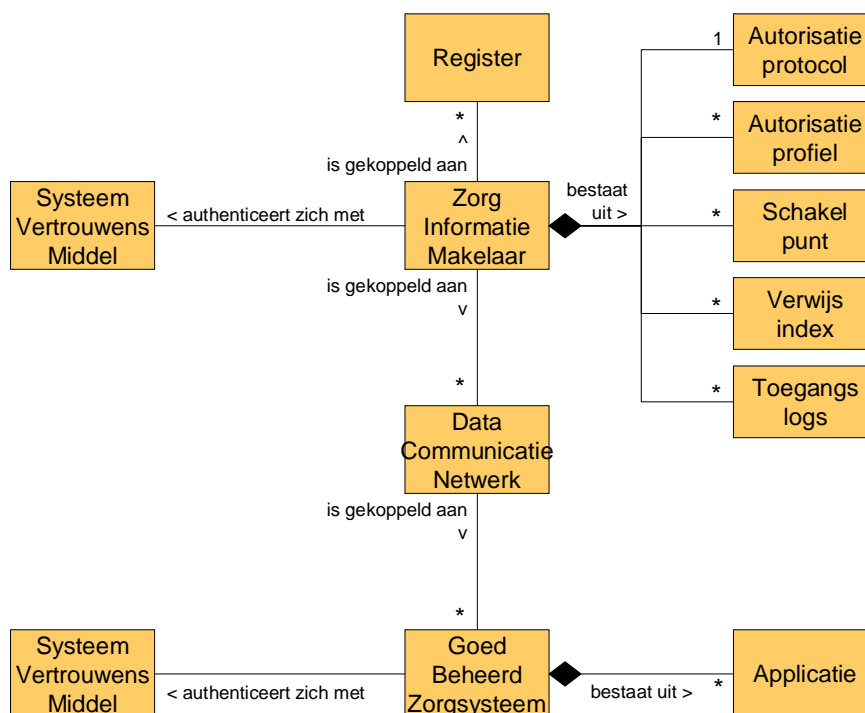 Register
*
^
is gekoppeld aan
1
Autorisatie
protocol
*
Autorisatie
profiel
Systeem
Vertrouwens
Middel
< authenticeert zich met
Zorg
Informatie
Makelaar
bestaat
uit >
*
Schakel
punt
is gekoppeld aan
v
*
*
Verwijs
index
*
Toegangs
logs
Data
Communicatie
Netwerk
is gekoppeld aan
v
*
Systeem
Vertrouwens
Middel
< authenticeert zich met
Goed
Beheerd
Zorgsysteem
bestaat uit >
*
Applicatie